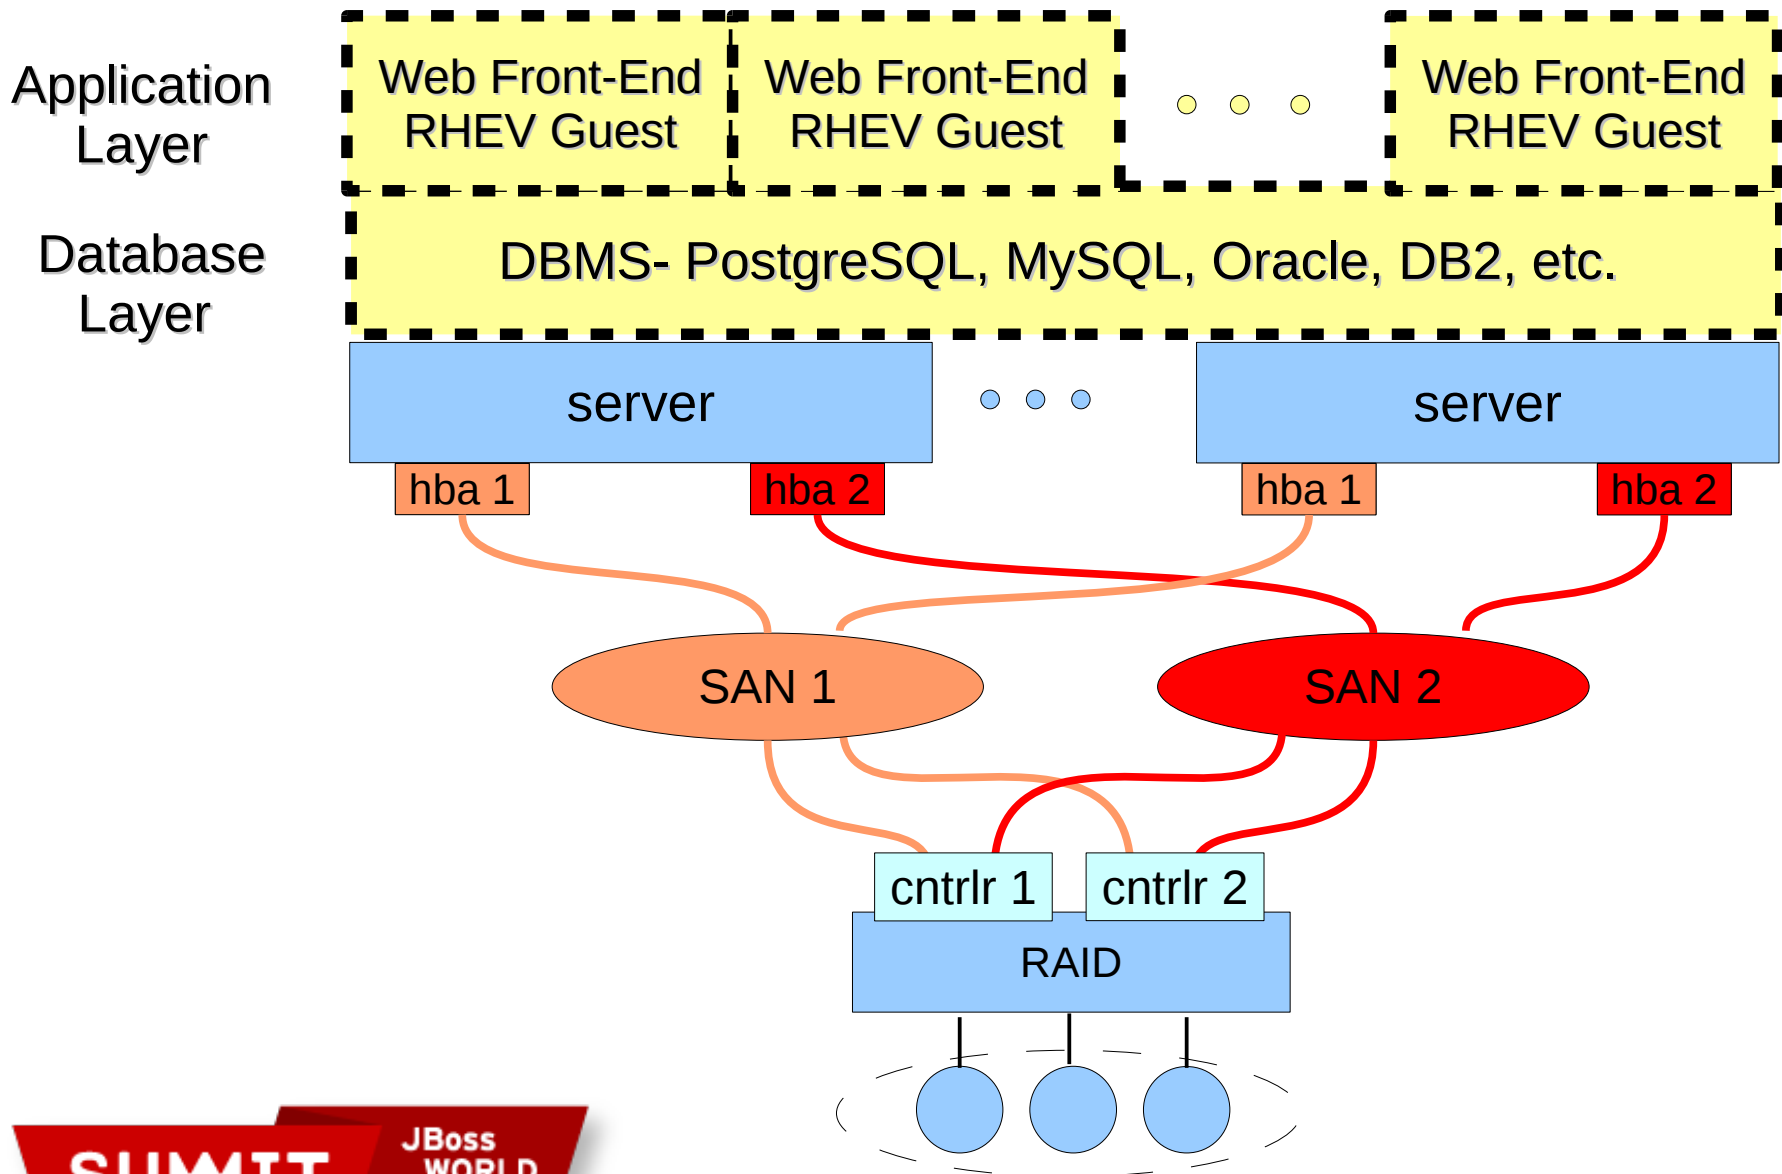 Application
Layer
Web Front-End
RHEV Guest
Web Front-End
RHEV Guest
Web Front-End
RHEV Guest
Database
Layer
DBMS- PostgreSQL, MySQL, Oracle, DB2, etc.
server
server
hba 1
hba 2
hba 1
hba 2
SAN 1
SAN 2
cntrlr 1
cntrlr 2
RAID
SUMMIT
JBoss
WORLD